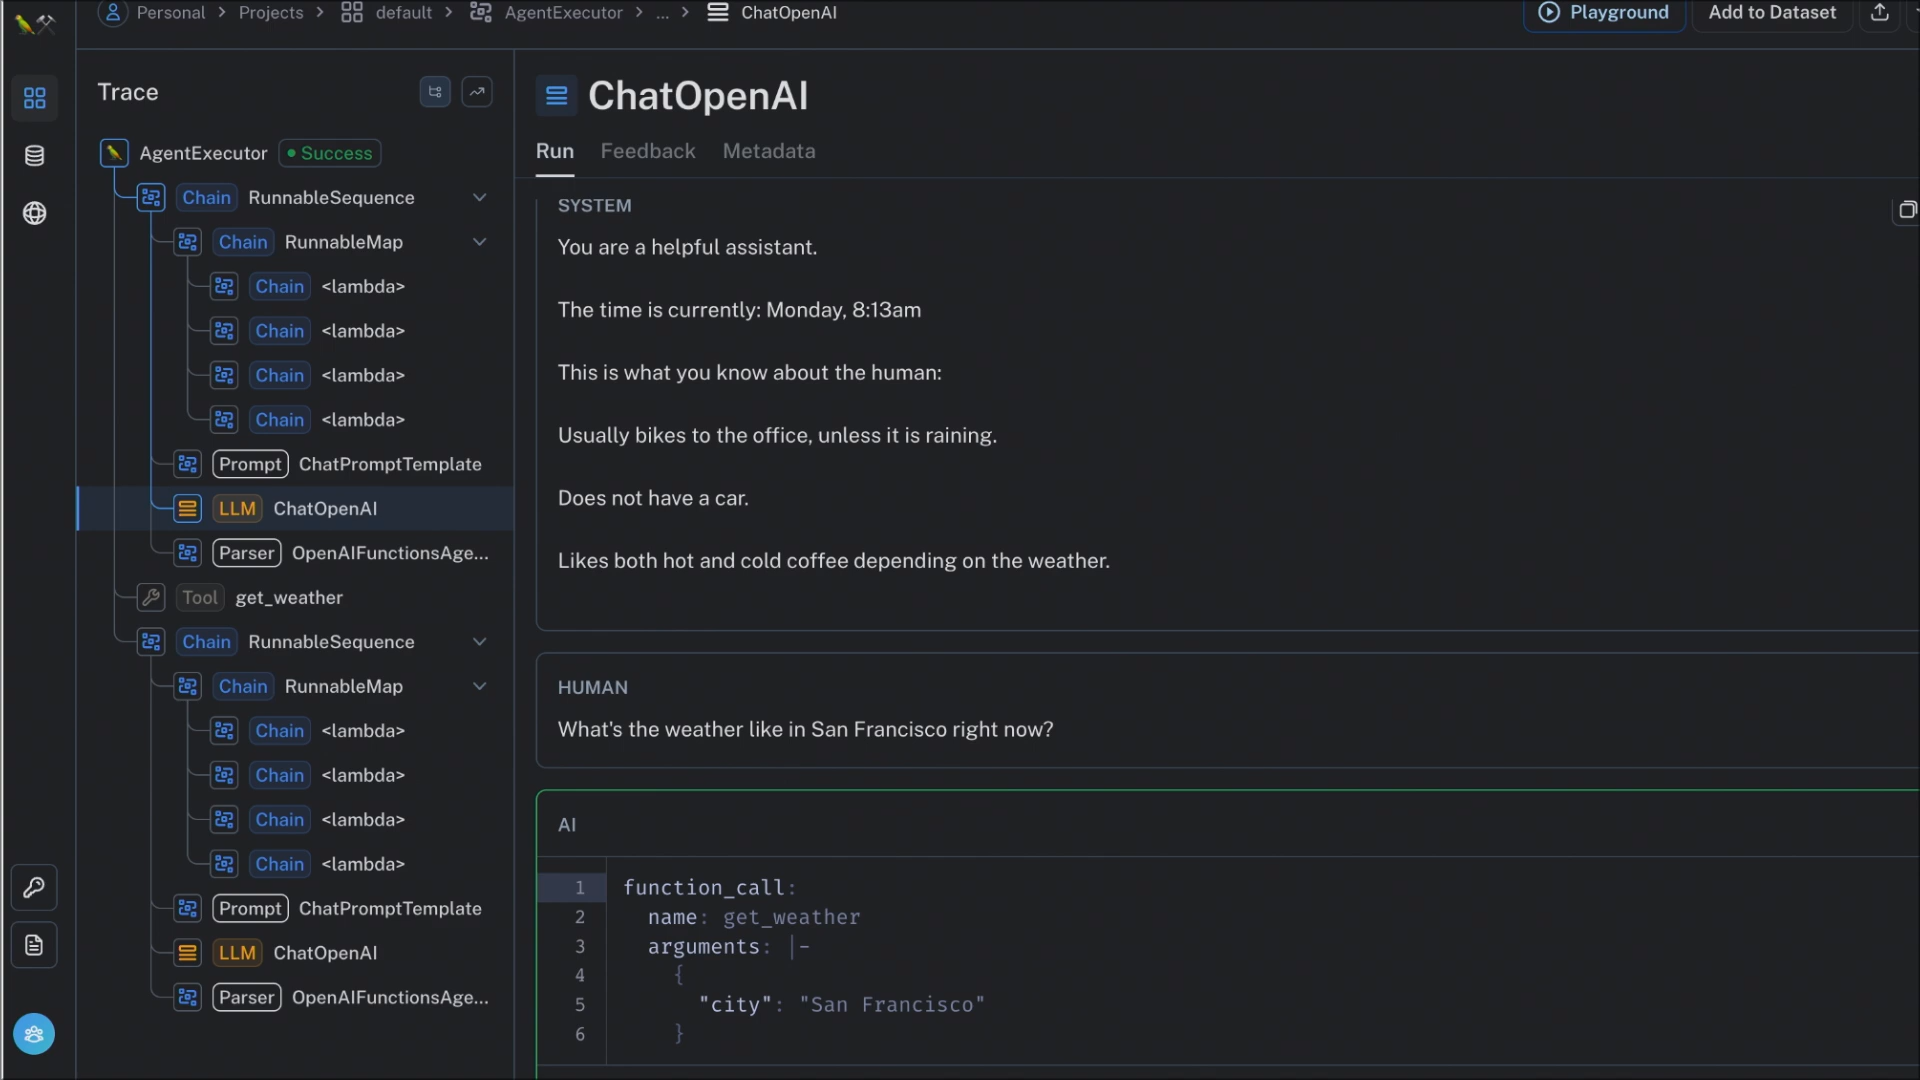 Personal > Projects > default > AgentExecutor > ... > ChatOpenAI
Playground
Add to Dataset
Trace
AgentExecutor Success
Chain RunnableSequence
Chain RunnableMap
Chain <lambda>
Chain <lambda>
Chain <lambda>
Chain <lambda>
Prompt ChatPromptTemplate
LLM ChatOpenAI
Parser OpenAIFunctionsAge...
Tool get_weather
Chain RunnableSequence
Chain RunnableMap
Chain <lambda>
Chain <lambda>
Chain <lambda>
Chain <lambda>
Prompt ChatPromptTemplate
LLM ChatOpenAI
Parser OpenAIFunctionsAge...
ChatOpenAI
Run Feedback Metadata
SYSTEM
You are a helpful assistant.
The time is currently: Monday, 8:13am
This is what you know about the human:
Usually bikes to the office, unless it is raining.
Does not have a car.
Likes both hot and cold coffee depending on the weather.
HUMAN
What's the weather like in San Francisco right now?
AI
1 function_call:
2 name: get_weather
3 arguments: |-
4 {
5 "city": "San Francisco"
6 }